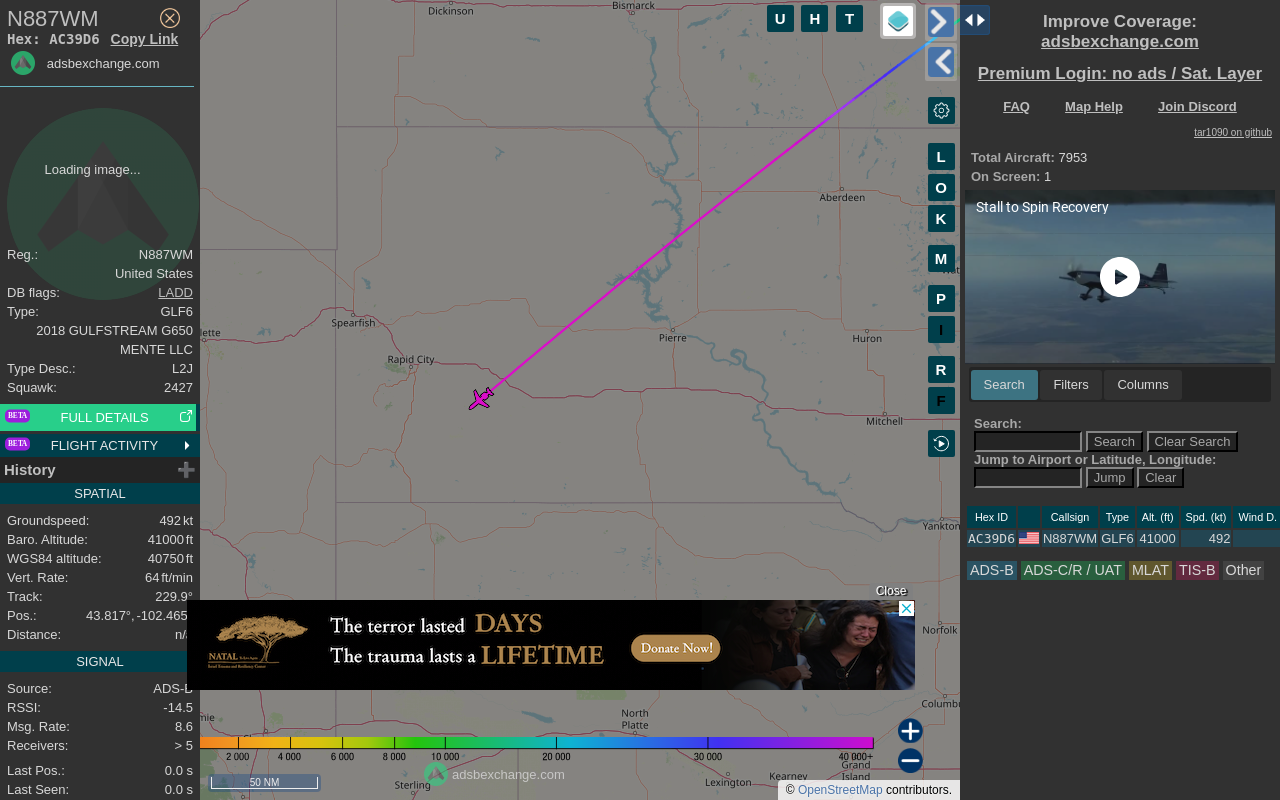 N887WM
Hex: AC39D6 Copy Link
adsbexchange.com
Loading image...
Reg.: N887WM
United States
DB flags: LADD
Type: GLF6
2018 GULFSTREAM G650
MENTE LLC
Type Desc.: L2J
Squawk: 2427
BETA FULL DETAILS
BETA FLIGHT ACTIVITY
History
SPATIAL
Groundspeed: 492 kt
Baro. Altitude: 41000 ft
WGS84 altitude: 40750 ft
Vert. Rate: 64 ft/min
Track: 229.9°
Pos.: 43.817°, -102.465
Distance: n/
SIGNAL
Source: ADS-B
RSSI: -14.5
Msg. Rate: 8.6
Receivers: > 5
Last Pos.: 0.0 s
Last Seen: 0.0 s
Dickinson
Bismarck
Aberdeen
Spearfish
Pierre
Huron
Rapid City
Mitchell
Yankton
Norfolk
North
Platte
Sterling
Lexington
Kearney
Grand
Island
U H T
L
O
K
M
P
I
R
F
Close
The terror lasted DAYS
The trauma lasts a LIFETIME
NATAL
Donate Now!
2 000 4 000 6 000 8 000 10 000 20 000 30 000 40 000+
50 NM
adsbexchange.com
© OpenStreetMap contributors.
Improve Coverage:
adsbexchange.com
Premium Login: no ads / Sat. Layer
FAQ Map Help Join Discord
tar1090 on github
Total Aircraft: 7953
On Screen: 1
Stall to Spin Recovery
Search Filters Columns
Search:
Search Clear Search
Jump to Airport or Latitude, Longitude:
Jump Clear
Hex ID Callsign Type Alt. (ft) Spd. (kt) Wind D.
AC39D6 N887WM GLF6 41000 492
ADS-B ADS-C/R / UAT MLAT TIS-B Other